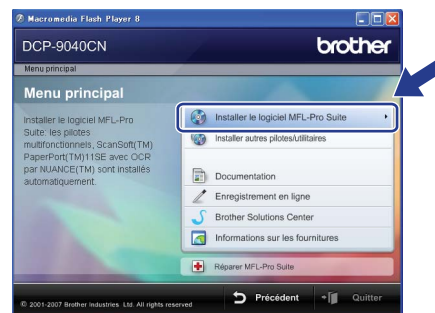 Macromedia Flash Player 8
DCP-9040CN
brother
Menu principal
Menu principal
Installer le logiciel MFL-Pro
Suite: les pilotes
multifonctionnels, ScanSoft(TM)
PaperPort(TM)11SE avec OCR
par NUANCE(TM) sont installés
automatiquement.
Installer le logiciel MFL-Pro Suite
Installer autres pilotes/utilitaires
Documentation
Enregistrement en ligne
Brother Solutions Center
Informations sur les fournitures
Réparer MFL-Pro Suite
© 2001-2007 Brother Industries Ltd. All rights reserved
Précédent
Quitter